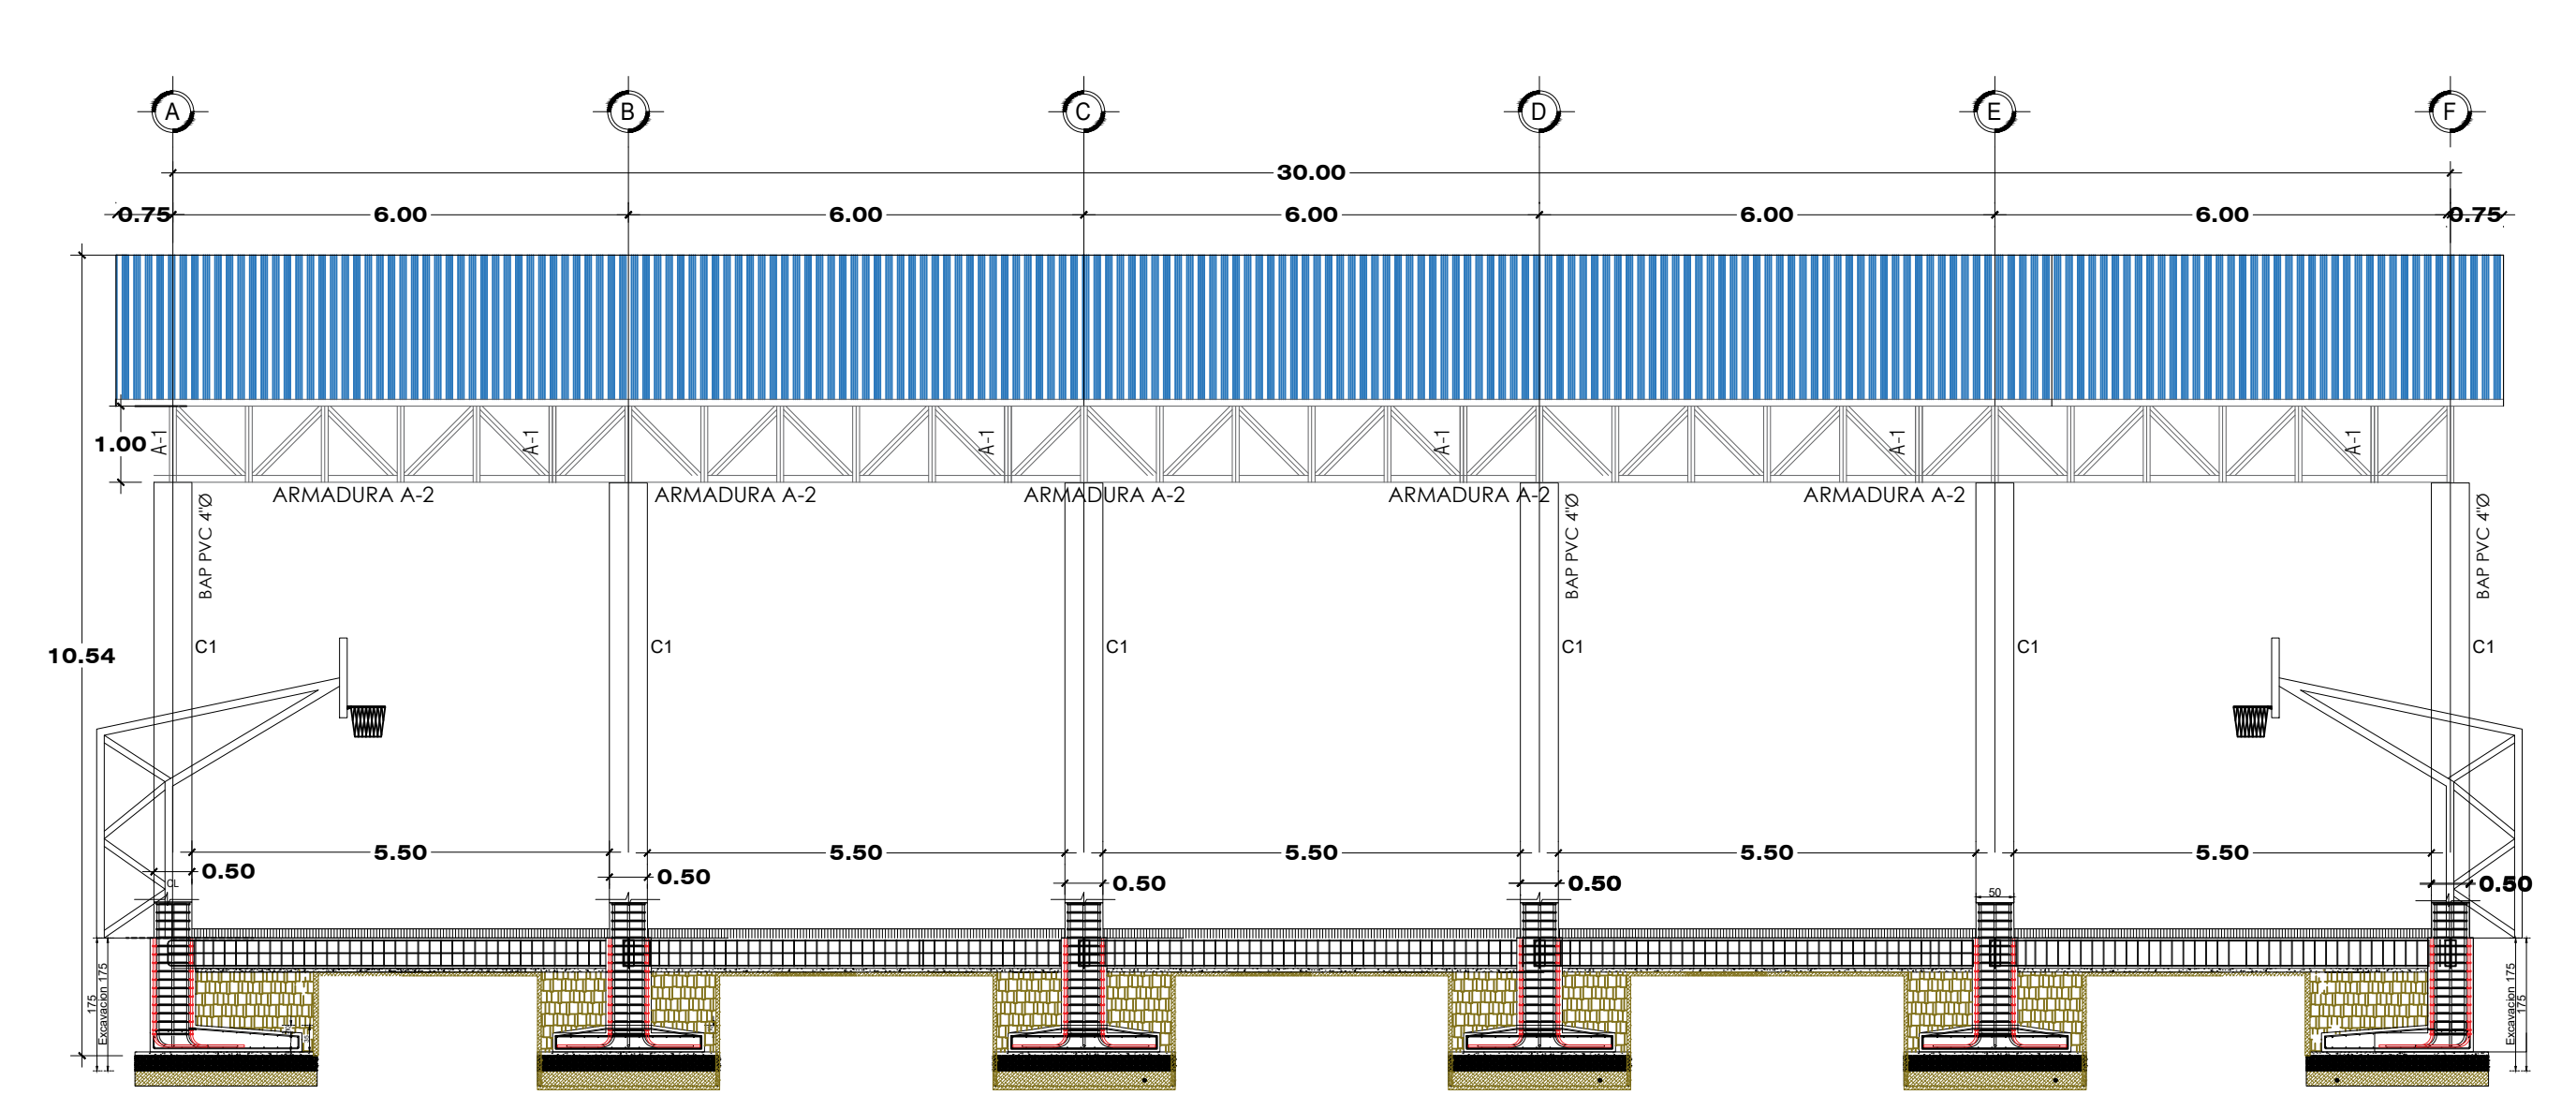 A B C D E F
30.00
0.75 6.00 6.00 6.00 6.00 6.00 0.75
1.00 A-1 A-1 A-1 A-1 A-1 A-1
ARMADURA A-2 ARMADURA A-2 ARMADURA A-2 ARMADURA A-2 ARMADURA A-2
BAP PVC 4"Ø BAP PVC 4"Ø BAP PVC 4"Ø
C1 C1 C1 C1 C1 C1
10.54
5.50 5.50 5.50 5.50 5.50
0.50 0.50 0.50 0.50 50 0.50
CL
175 Excavacion 175 Excavacion 175 175